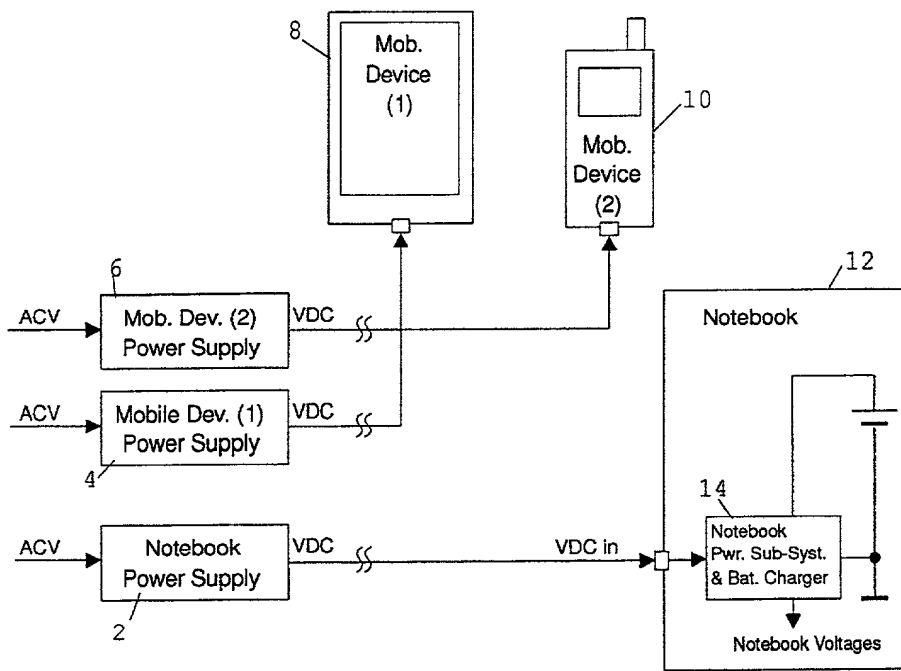 8
Mob.
Device
(1)
10
Mob.
Device
(2)
6
ACV
Mob. Dev. (2)
Power Supply
VDC
12
Notebook
ACV
Mobile Dev. (1)
Power Supply
VDC
4
14
Notebook
Pwr. Sub-Syst.
& Bat. Charger
ACV
Notebook
Power Supply
VDC
VDC in
2
Notebook Voltages